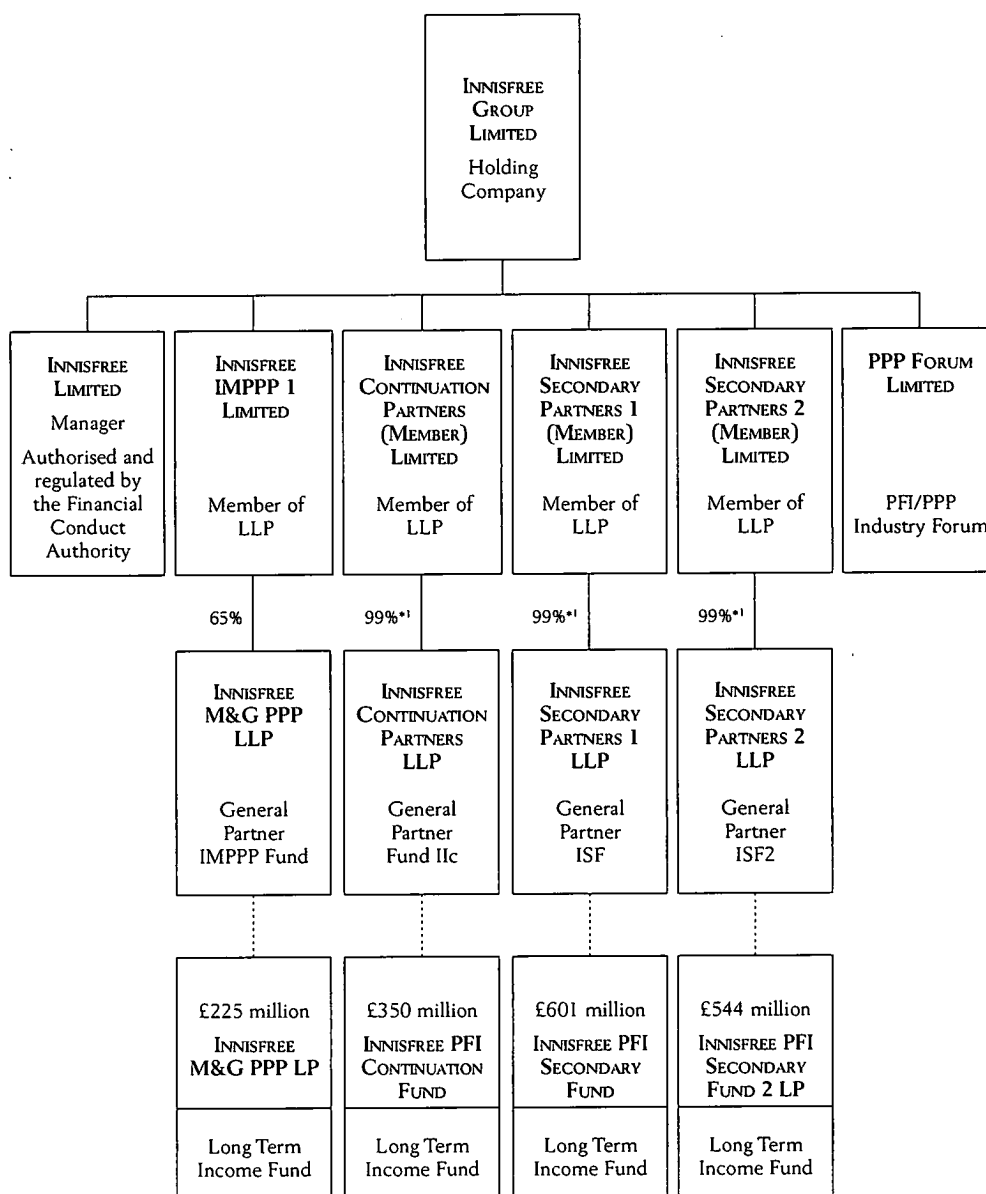 INNISFREE
GROUP
LIMITED
Holding
Company
INNISFREE
LIMITED
Manager
Authorised and
regulated by
the Financial
Conduct
Authority
INNISFREE
IMPPP 1
LIMITED
Member of
LLP
INNISFREE
CONTINUATION
PARTNERS
(MEMBER)
LIMITED
Member of
LLP
INNISFREE
SECONDARY
PARTNERS 1
(MEMBER)
LIMITED
Member of
LLP
INNISFREE
SECONDARY
PARTNERS 2
(MEMBER)
LIMITED
Member of
LLP
PPP FORUM
LIMITED
PFI/PPP
Industry Forum
65%
99%*1
99%*1
99%*1
INNISFREE
M&G PPP
LLP
General
Partner
IMPPP Fund
INNISFREE
CONTINUATION
PARTNERS
LLP
General
Partner
Fund IIc
INNISFREE
SECONDARY
PARTNERS 1
LLP
General
Partner
ISF
INNISFREE
SECONDARY
PARTNERS 2
LLP
General
Partner
ISF2
£225 million
INNISFREE
M&G PPP LP
Long Term
Income Fund
£350 million
INNISFREE PFI
CONTINUATION
FUND
Long Term
Income Fund
£601 million
INNISFREE PFI
SECONDARY
FUND
Long Term
Income Fund
£544 million
INNISFREE PFI
SECONDARY
FUND 2 LP
Long Term
Income Fund